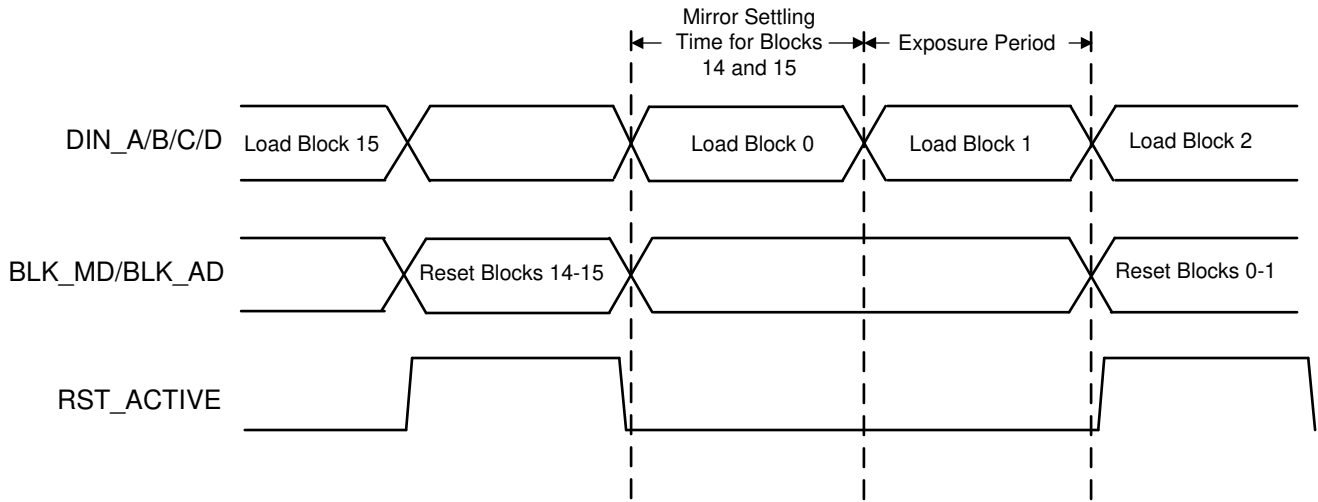 Mirror Settling
Time for Blocks
14 and 15
Exposure Period
DIN_A/B/C/D
Load Block 15
Load Block 0
Load Block 1
Load Block 2
BLK_MD/BLK_AD
Reset Blocks 14-15
Reset Blocks 0-1
RST_ACTIVE